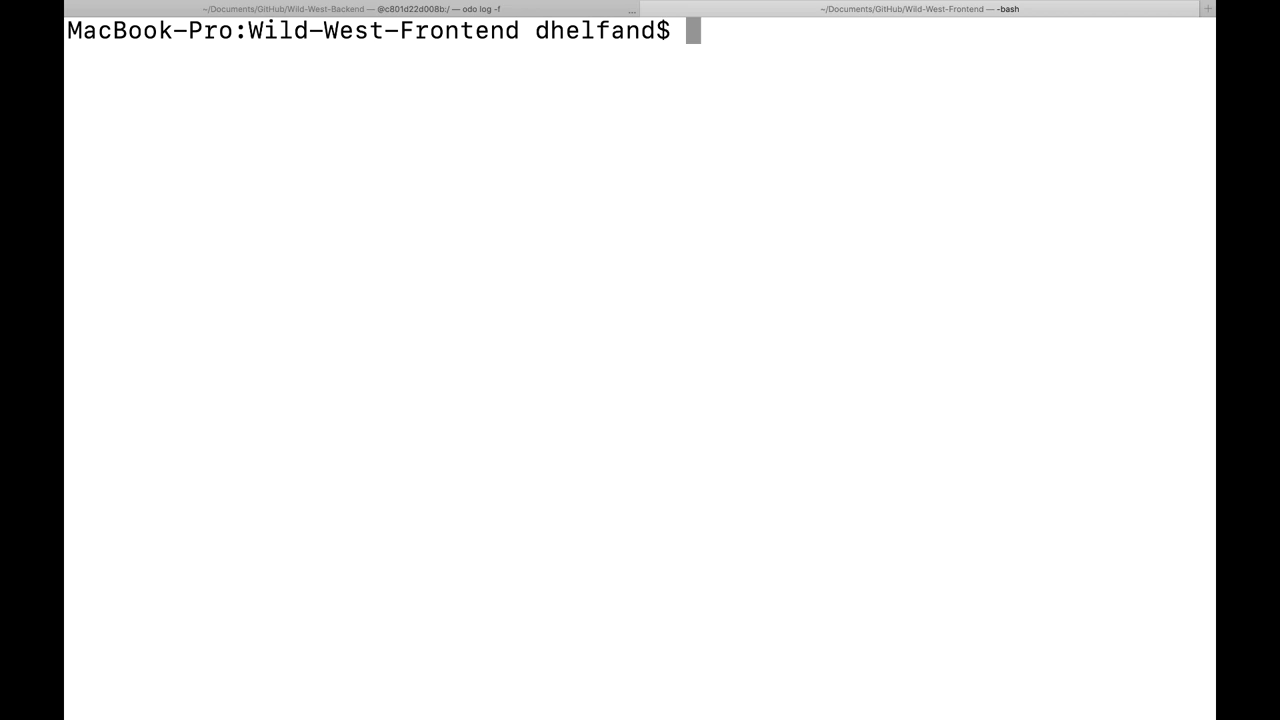 ~/Documents/GitHub/Wild-West-Backend — @c801d22d008b:/ — odo log -f ...
~/Documents/GitHub/Wild-West-Frontend — -bash +
MacBook-Pro:Wild-West-Frontend dhelfand$